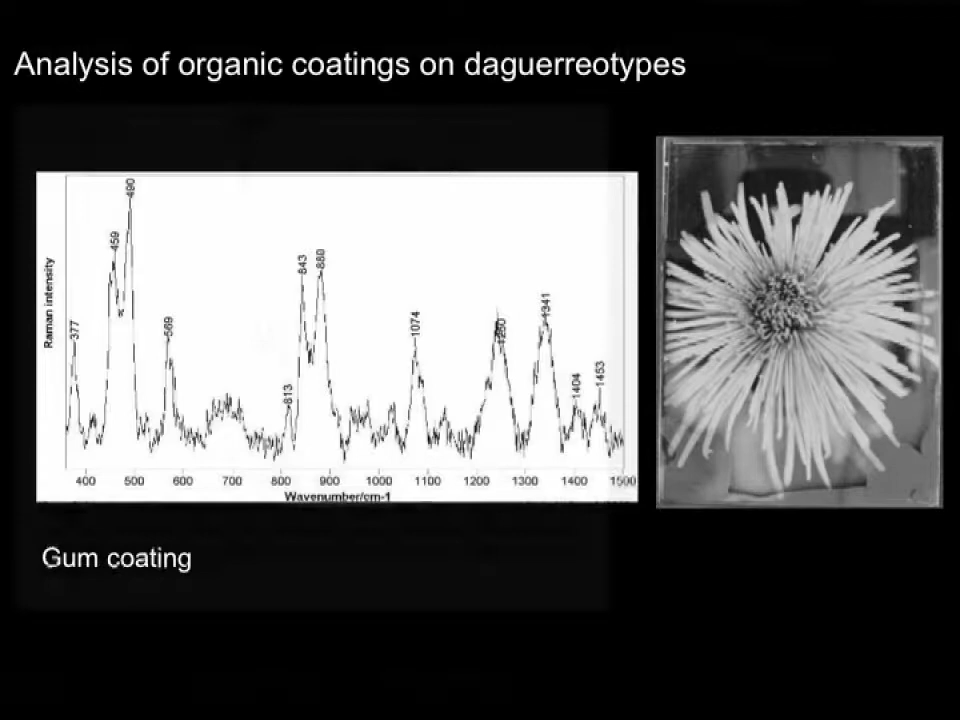 Analysis of organic coatings on daguerreotypes
Raman intensity
377
459
490
569
813
843
880
1074
1341
1404
1453
400 500 600 700 800 900 1000 1100 1200 1300 1400 1500
Wavenumber/cm-1
Gum coating